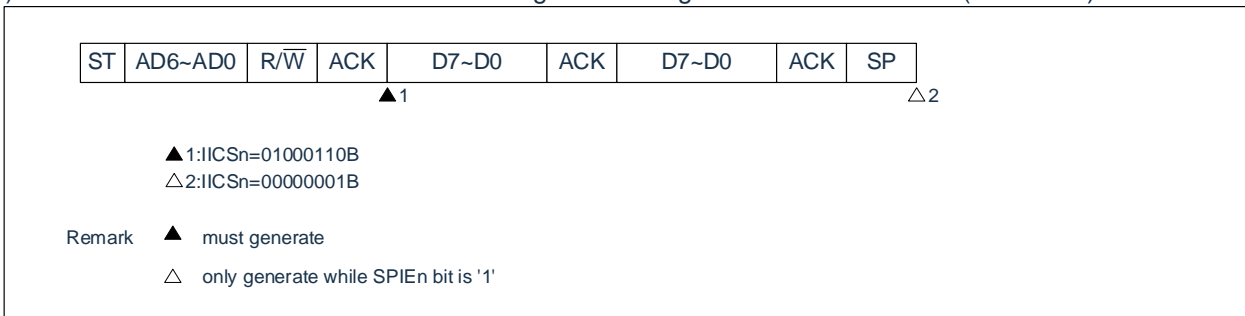 ST AD6~AD0 R/W̅ ACK D7~D0 ACK D7~D0 ACK SP
▲1 △2
▲1:IICSn=01000110B
△2:IICSn=00000001B
Remark ▲ must generate
△ only generate while SPIEn bit is '1'